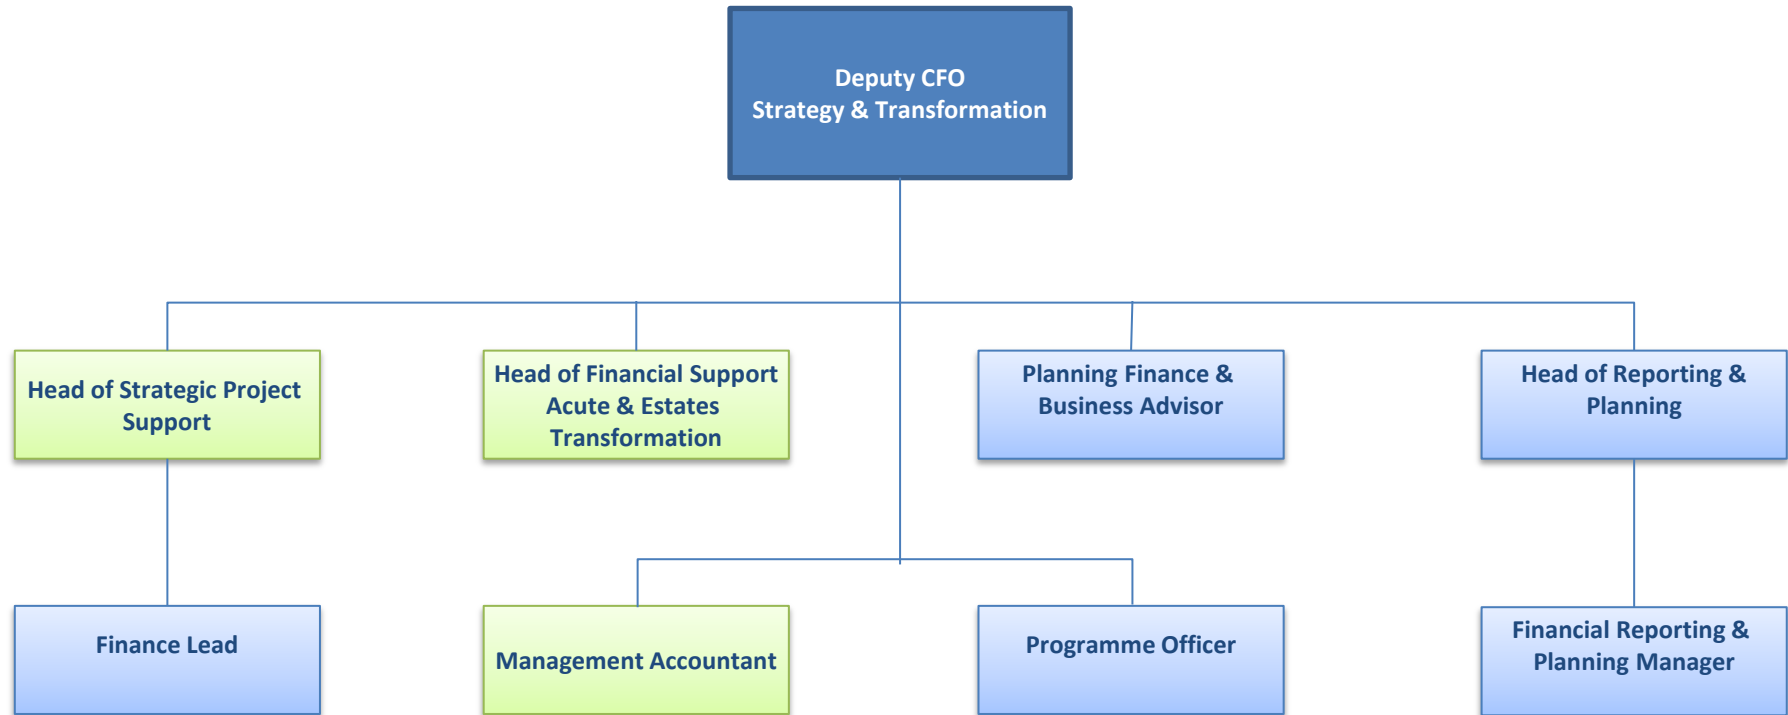 Deputy CFO
Strategy & Transformation
Head of Strategic Project
Support
Head of Financial Support
Acute & Estates
Transformation
Planning Finance &
Business Advisor
Head of Reporting &
Planning
Finance Lead
Management Accountant
Programme Officer
Financial Reporting &
Planning Manager